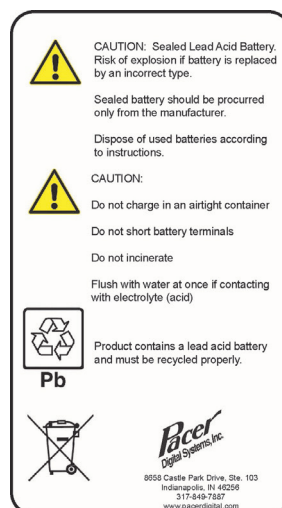 CAUTION:  Sealed Lead Acid Battery.
Risk of explosion if battery is replaced
by an incorrect type.
Sealed battery should be procurred
only from the manufacturer.
Dispose of used batteries according
to instructions.
CAUTION:
Do not charge in an airtight container
Do not short battery terminals
Do not incinerate
Flush with water at once if contacting
with electrolyte (acid)
Product contains a lead acid battery
and must be recycled properly.
Pb
Pacer
Digital Systems, Inc.
8658 Castle Park Drive, Ste. 103
Indianapolis, IN 46256
317-849-7887
www.pacerdigital.com